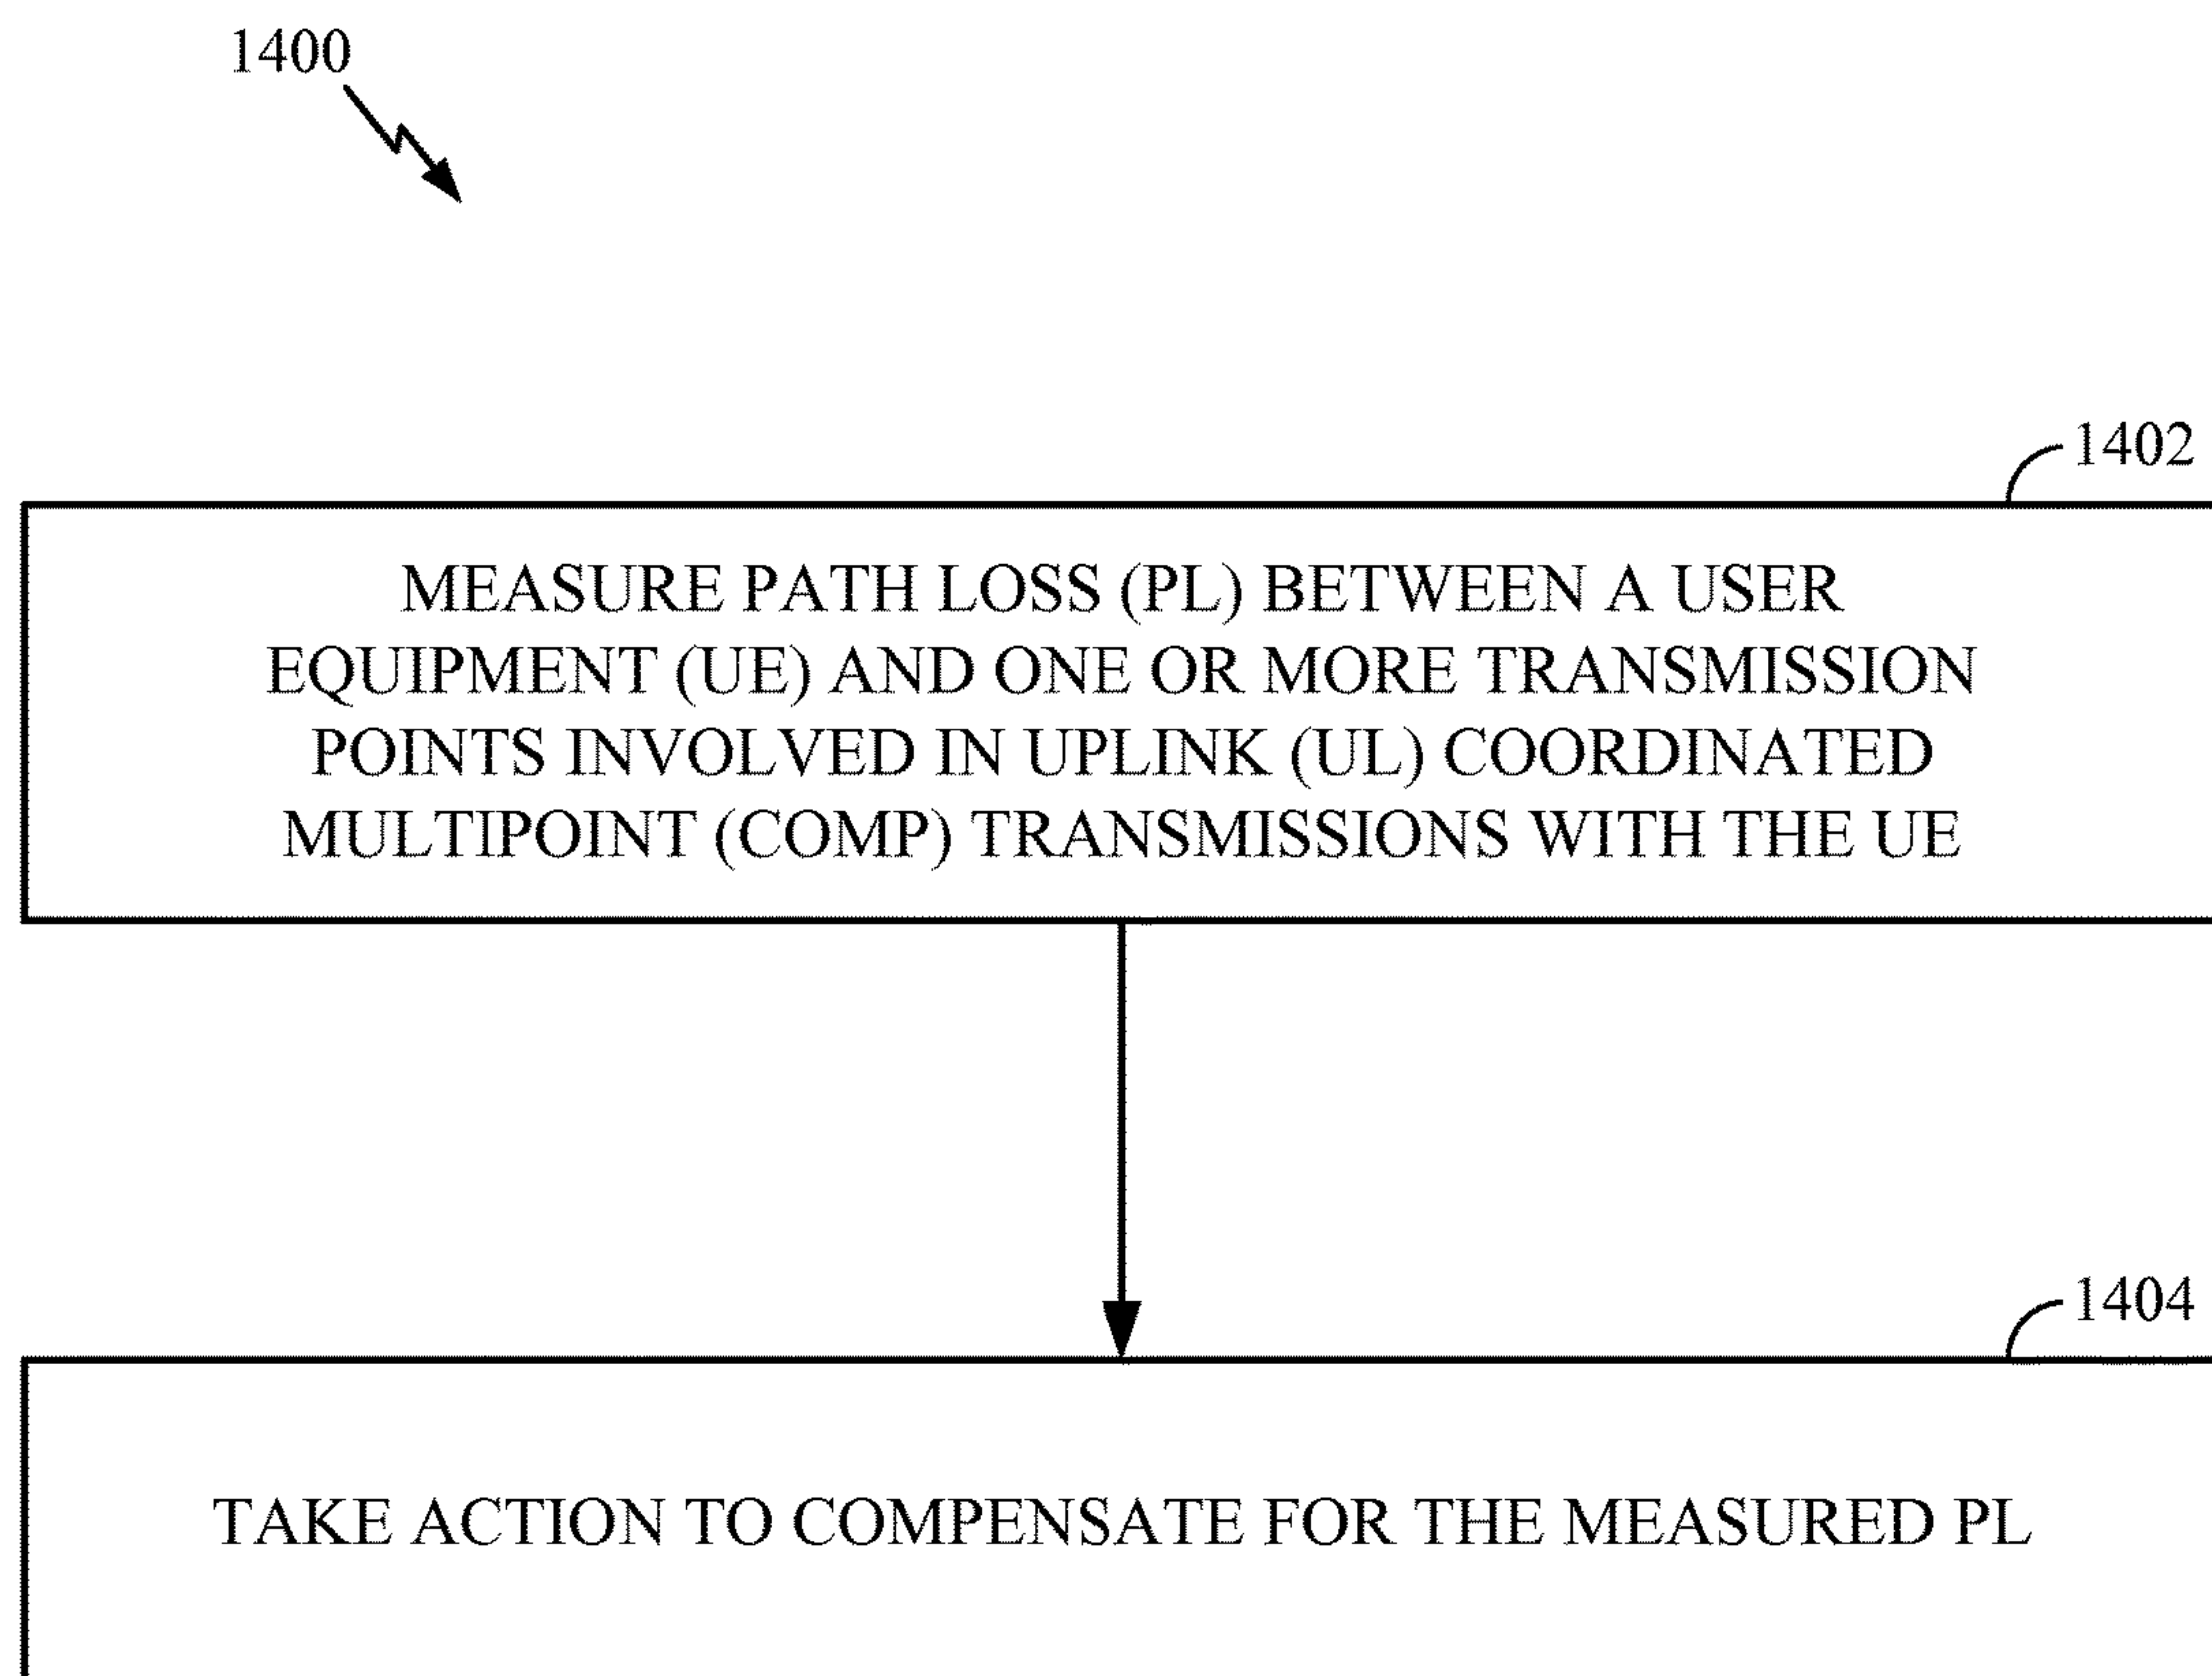 1400
1402
MEASURE PATH LOSS (PL) BETWEEN A USER
EQUIPMENT (UE) AND ONE OR MORE TRANSMISSION
POINTS INVOLVED IN UPLINK (UL) COORDINATED
MULTIPOINT (COMP) TRANSMISSIONS WITH THE UE
1404
TAKE ACTION TO COMPENSATE FOR THE MEASURED PL